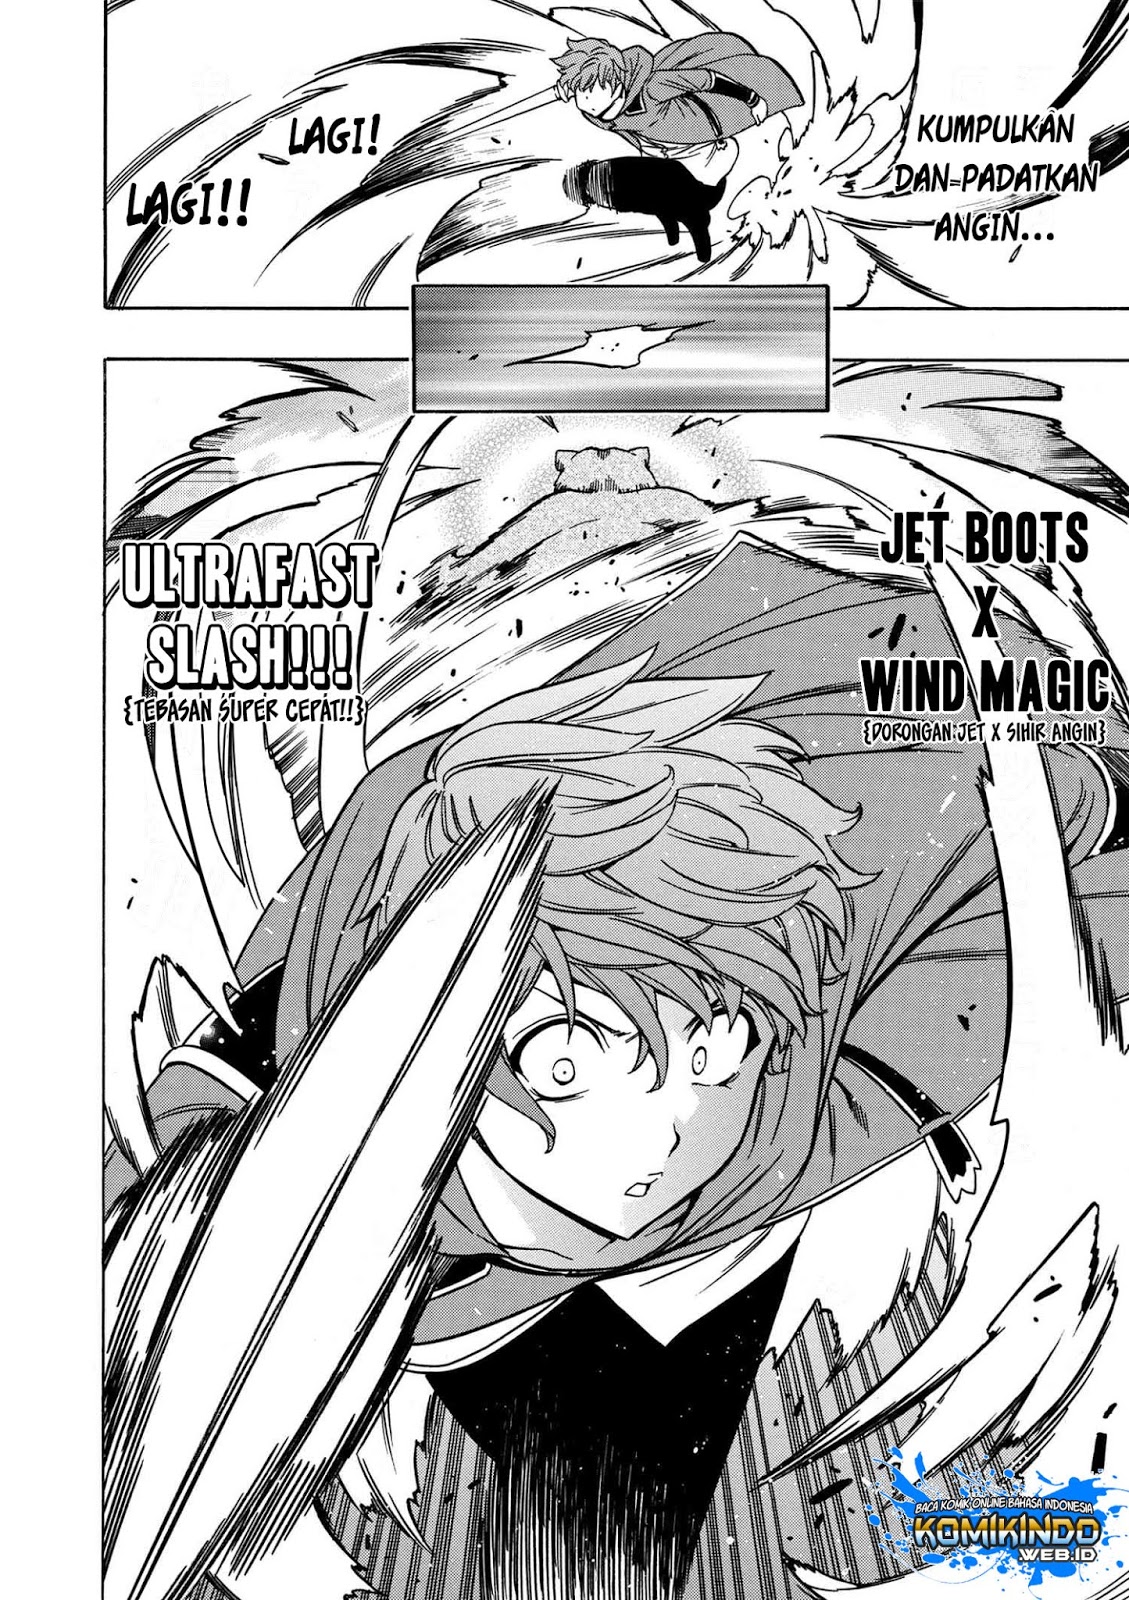 KUMPULKAN
DAN PADATKAN
ANGIN...
LAGI!
LAGI!!
JET BOOTS
X
WIND MAGIC
{DORONGAN JET X SIHIR ANGIN}
ULTRAFAST
SLASH!!!
{TEBASAN SUPER CEPAT!!}
BACA KOMIK ONLINE BAHASA INDONESIA
KOMIKINDO
WEB.ID